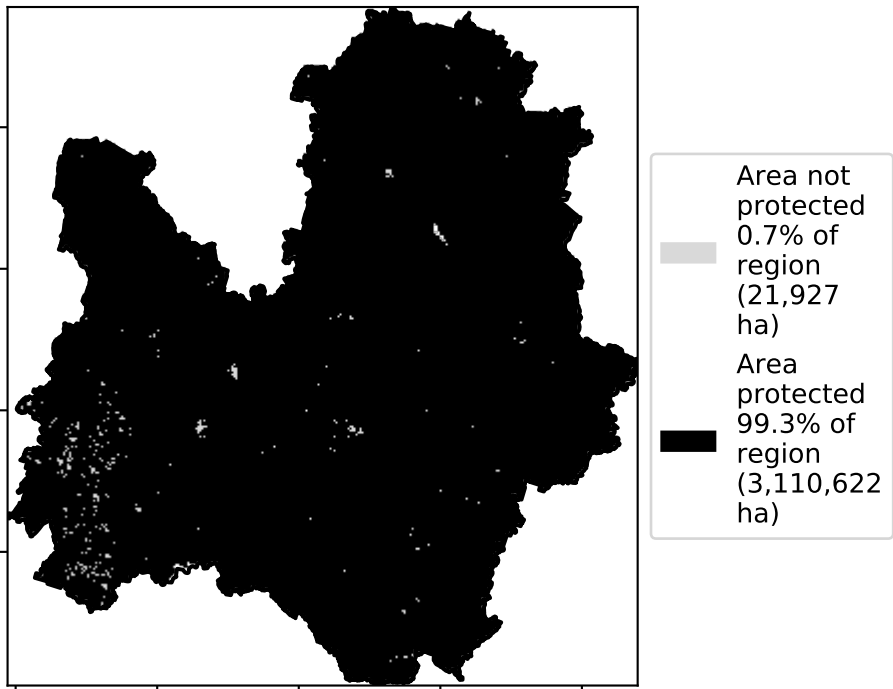 Area not
protected
0.7% of
region
(21,927
ha)
Area
protected
99.3% of
region
(3,110,622
ha)